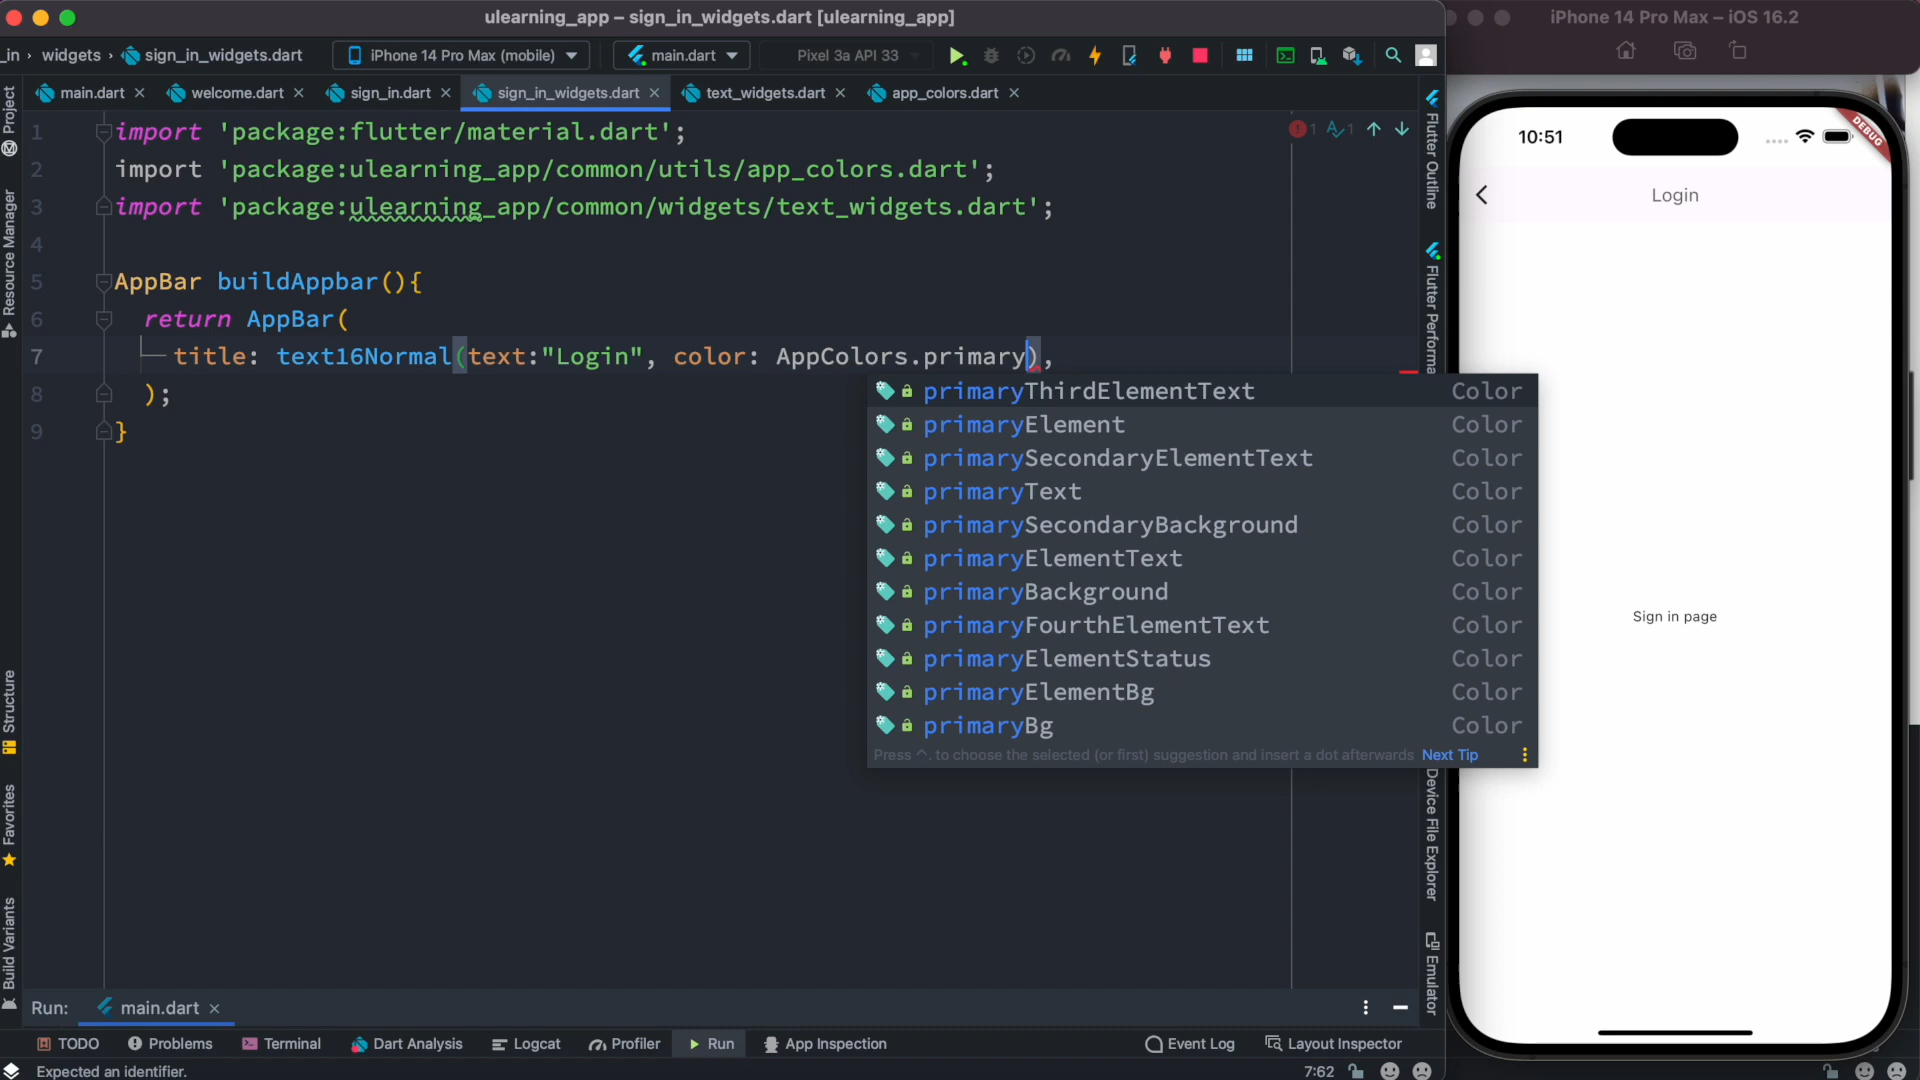 ulearning_app – sign_in_widgets.dart [ulearning_app]
iPhone 14 Pro Max – iOS 16.2
_in › widgets › sign_in_widgets.dart
iPhone 14 Pro Max (mobile)
main.dart
Pixel 3a API 33
main.dart
welcome.dart
sign_in.dart
sign_in_widgets.dart
text_widgets.dart
app_colors.dart
1 import 'package:flutter/material.dart';
2 import 'package:ulearning_app/common/utils/app_colors.dart';
3 import 'package:ulearning_app/common/widgets/text_widgets.dart';
4
5 AppBar buildAppbar(){
6 return AppBar(
7 title: text16Normal(text:"Login", color: AppColors.primary),
8 );
9 }
1 1
primaryThirdElementText Color
primaryElement Color
primarySecondaryElementText Color
primaryText Color
primarySecondaryBackground Color
primaryElementText Color
primaryBackground Color
primaryFourthElementText Color
primaryElementStatus Color
primaryElementBg Color
primaryBg Color
Press ^. to choose the selected (or first) suggestion and insert a dot afterwards Next Tip
Project
Resource Manager
Structure
Favorites
Build Variants
Flutter Outline
Flutter Performa
Device File Explorer
Emulator
10:51
DEBUG
Login
Sign in page
Run: main.dart
TODO
Problems
Terminal
Dart Analysis
Logcat
Profiler
Run
App Inspection
Event Log
Layout Inspector
Expected an identifier.
7:62